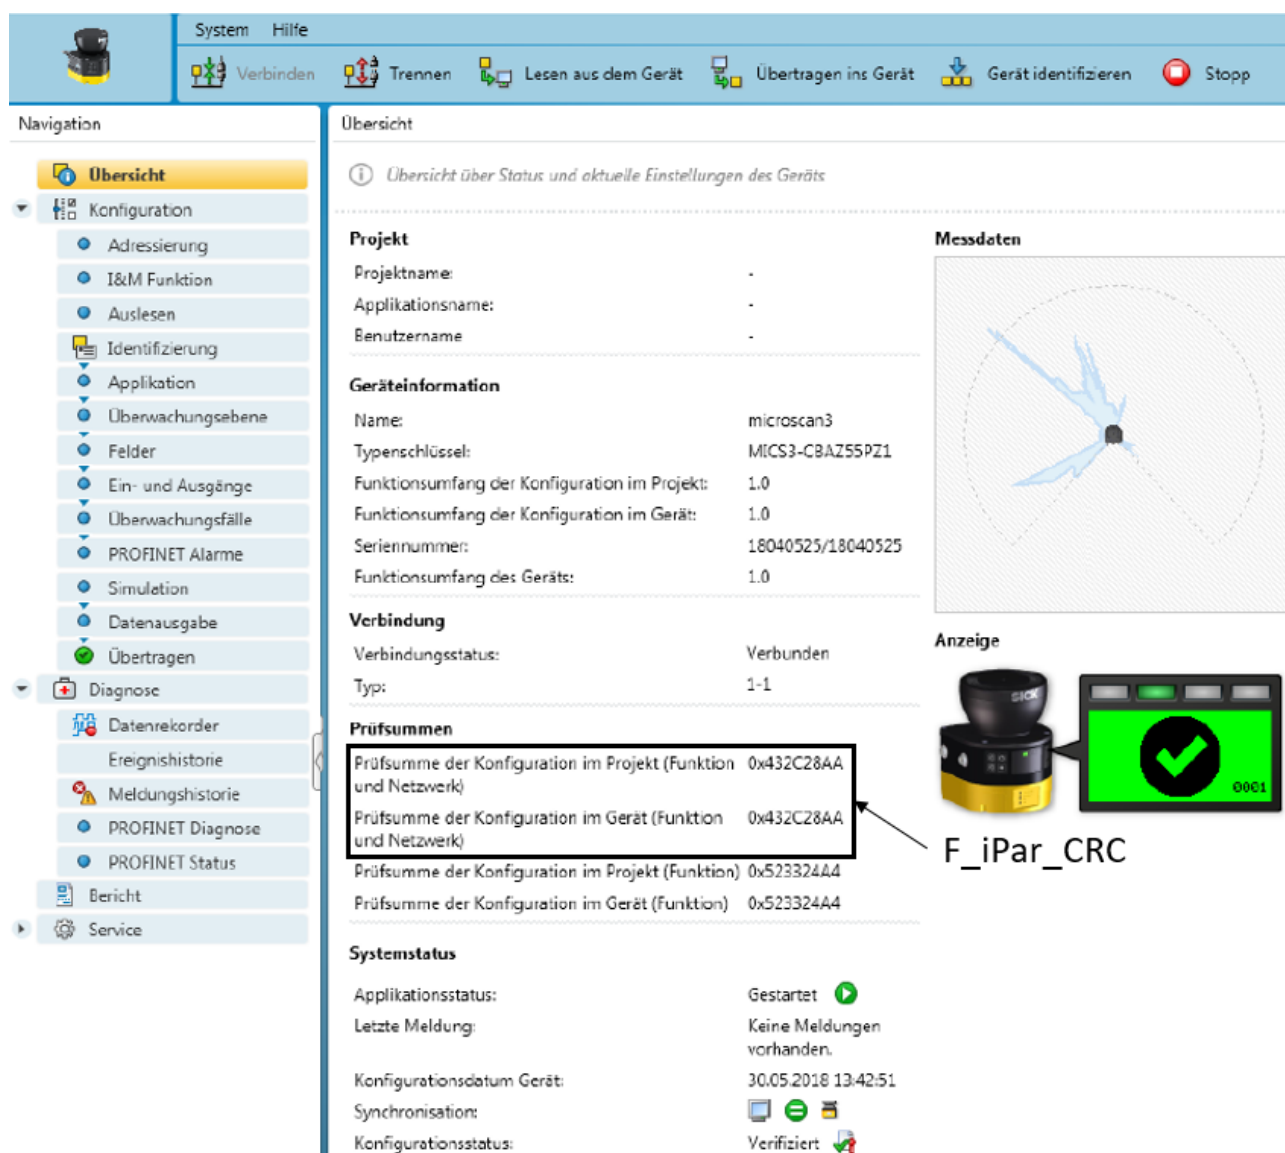 System Hilfe
Verbinden Trennen Lesen aus dem Gerät Übertragen ins Gerät Gerät identifizieren Stopp
Navigation
Übersicht
Konfiguration
Adressierung
I&M Funktion
Auslesen
Identifizierung
Applikation
Überwachungsebene
Felder
Ein- und Ausgänge
Überwachungsfälle
PROFINET Alarme
Simulation
Datenausgabe
Übertragen
Diagnose
Datenrekorder
Ereignishistorie
Meldungshistorie
PROFINET Diagnose
PROFINET Status
Bericht
Service
Übersicht
Übersicht über Status und aktuelle Einstellungen des Geräts
Projekt
Projektname: -
Applikationsname: -
Benutzername -
Geräteinformation
Name: microscan3
Typenschlüssel: MICS3-CBAZ55PZ1
Funktionsumfang der Konfiguration im Projekt: 1.0
Funktionsumfang der Konfiguration im Gerät: 1.0
Seriennummer: 18040525/18040525
Funktionsumfang des Geräts: 1.0
Verbindung
Verbindungsstatus: Verbunden
Typ: 1-1
Prüfsummen
Prüfsumme der Konfiguration im Projekt (Funktion 0x432C28AA
und Netzwerk)
Prüfsumme der Konfiguration im Gerät (Funktion 0x432C28AA
und Netzwerk)
Prüfsumme der Konfiguration im Projekt (Funktion) 0x523324A4
Prüfsumme der Konfiguration im Gerät (Funktion) 0x523324A4
Systemstatus
Applikationsstatus: Gestartet
Letzte Meldung: Keine Meldungen
vorhanden.
Konfigurationsdatum Gerät: 30.05.2018 13:42:51
Synchronisation:
Konfigurationsstatus: Verifiziert
Messdaten
Anzeige
SICK
0001
F_iPar_CRC